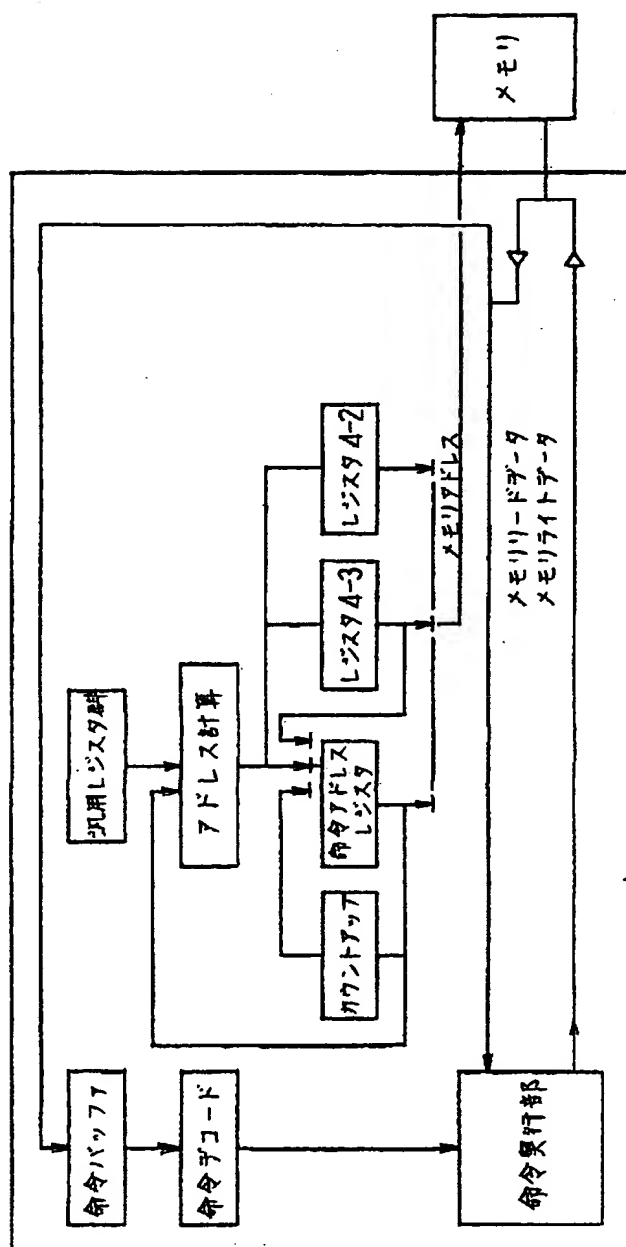 命令バッファ
命令デコード
命令実行部
汎用レジスタ群
アドレス計算
カウントアップ
命令アドレス
レジスタ
レジスタ4-3
レジスタ4-2
メモリアドレス
メモリリードデータ
メモリライトデータ
メモリ